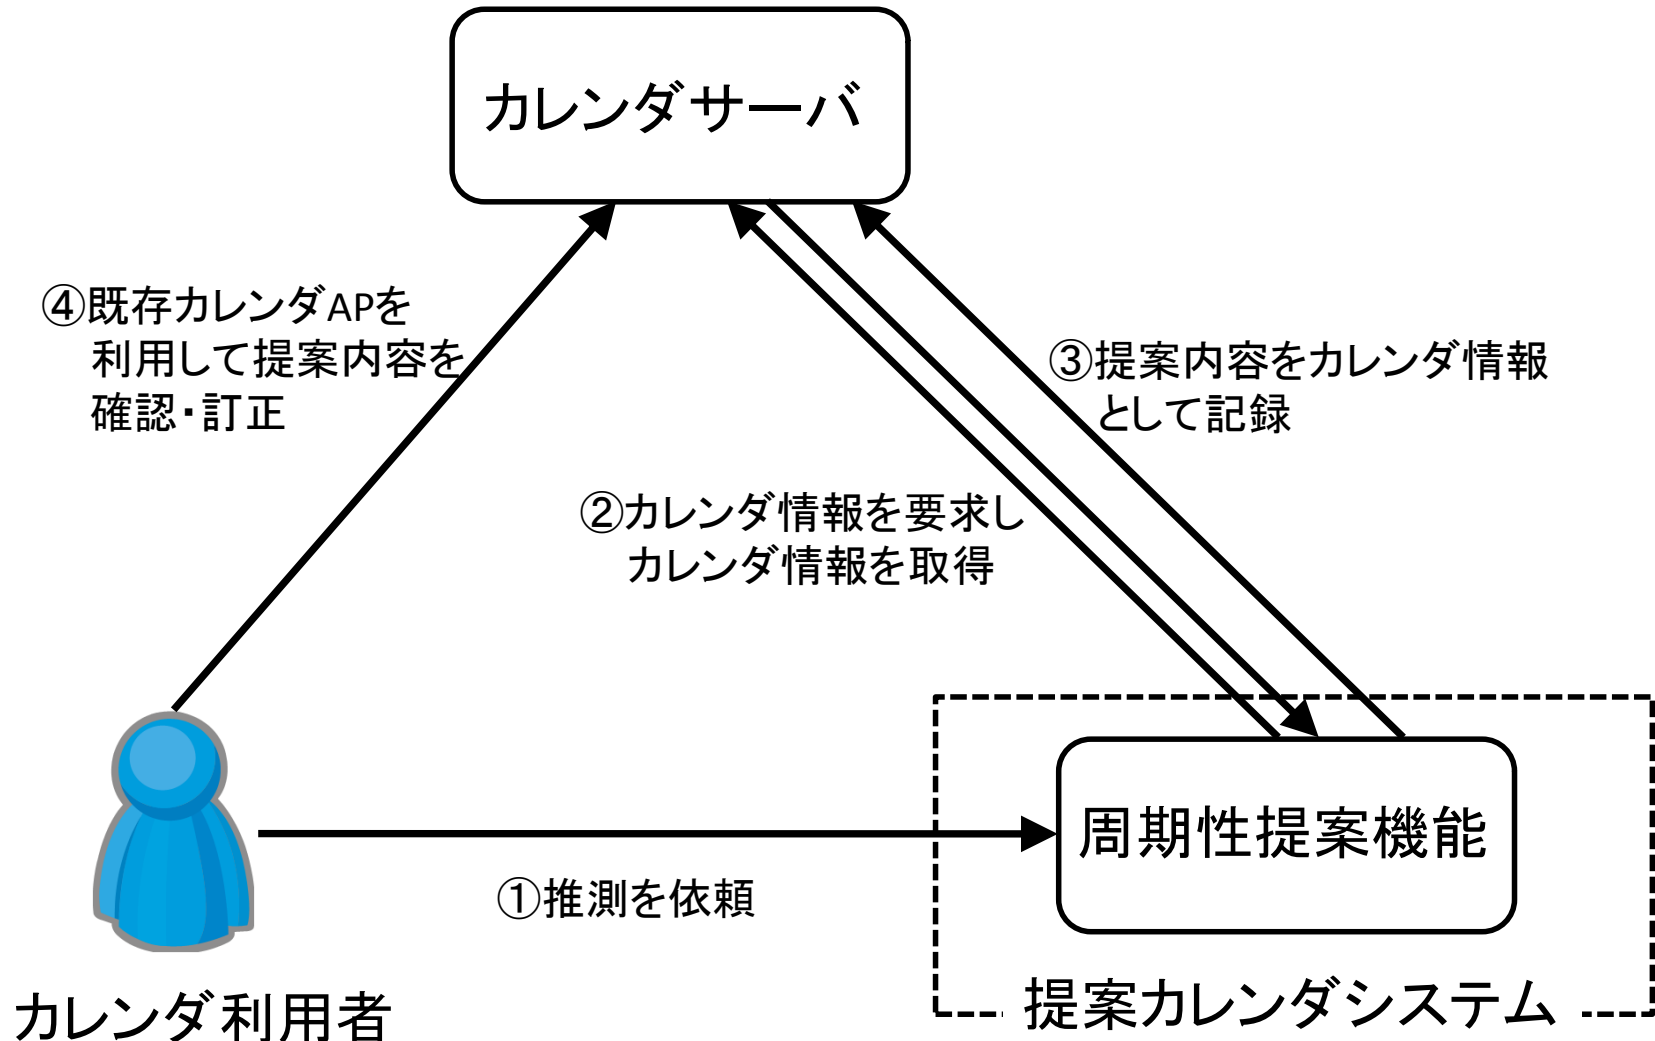 カレンダサーバ
④既存カレンダAPを
利用して提案内容を
確認・訂正
③提案内容をカレンダ情報
として記録
②カレンダ情報を要求し
カレンダ情報を取得
周期性提案機能
①推測を依頼
提案カレンダシステム
カレンダ利用者